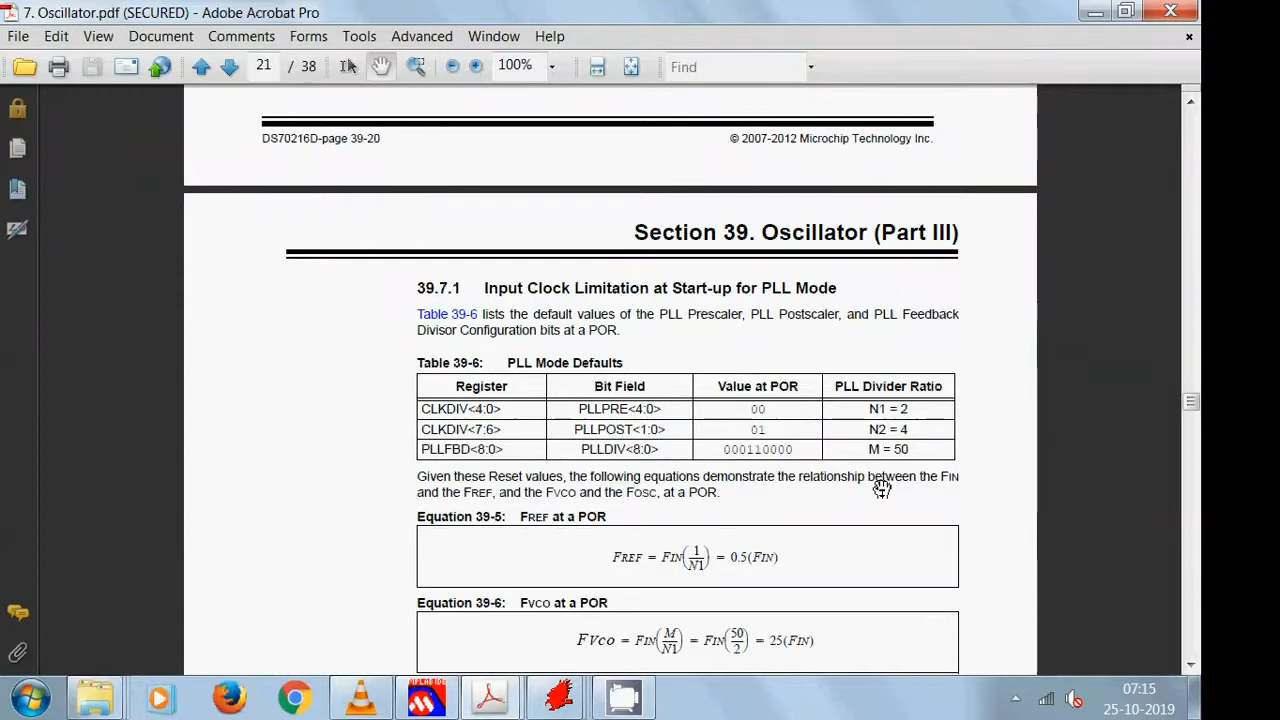 7. Oscillator.pdf (SECURED) - Adobe Acrobat Pro
File Edit View Document Comments Forms Tools Advanced Window Help
21 / 38 100% Find
DS70216D-page 39-20 © 2007-2012 Microchip Technology Inc.
Section 39. Oscillator (Part III)
39.7.1 Input Clock Limitation at Start-up for PLL Mode
Table 39-6 lists the default values of the PLL Prescaler, PLL Postscaler, and PLL Feedback
Divisor Configuration bits at a POR.
Table 39-6: PLL Mode Defaults
Register Bit Field Value at POR PLL Divider Ratio
CLKDIV<4:0> PLLPRE<4:0> 00 N1 = 2
CLKDIV<7:6> PLLPOST<1:0> 01 N2 = 4
PLLFBD<8:0> PLLDIV<8:0> 000110000 M = 50
Given these Reset values, the following equations demonstrate the relationship between the FIN
and the FREF, and the FVCO and the FOSC, at a POR.
Equation 39-5: FREF at a POR
FREF = FIN(1/N1) = 0.5(FIN)
Equation 39-6: FVCO at a POR
FVco = FIN(M/N1) = FIN(50/2) = 25(FIN)
07:15
25-10-2019